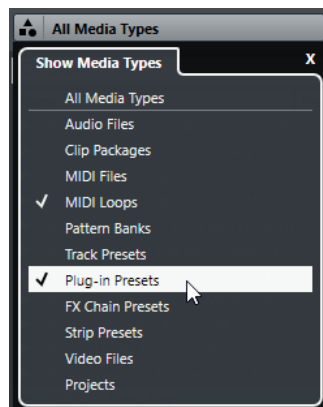 All Media Types
Show Media Types X
All Media Types
Audio Files
Clip Packages
MIDI Files
MIDI Loops
Pattern Banks
Track Presets
Plug-in Presets
FX Chain Presets
Strip Presets
Video Files
Projects